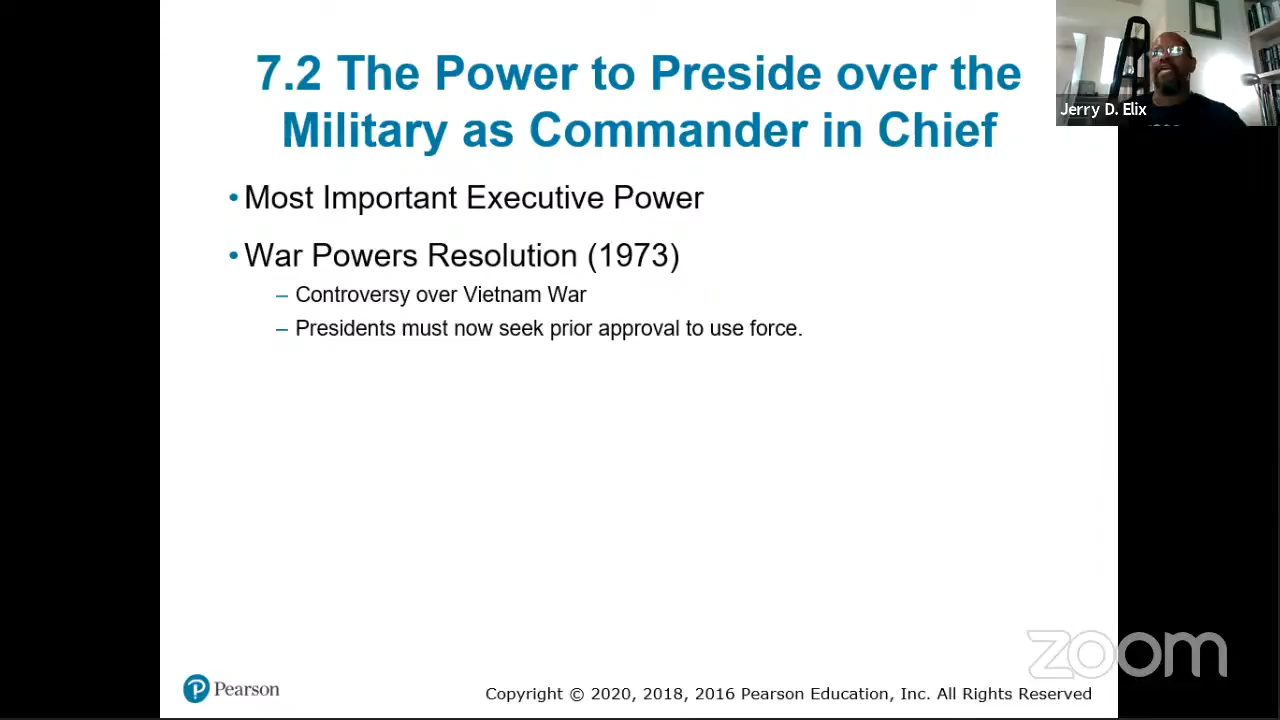 7.2 The Power to Preside over the
Military as Commander in Chief
Jerry D. Elix
• Most Important Executive Power
• War Powers Resolution (1973)
– Controversy over Vietnam War
– Presidents must now seek prior approval to use force.
zoom
Pearson
Copyright © 2020, 2018, 2016 Pearson Education, Inc. All Rights Reserved